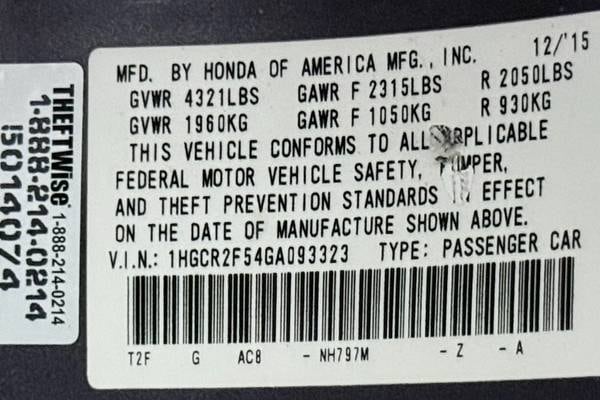 MFD. BY HONDA OF AMERICA MFG., INC. 12/'15
GVWR 4321LBS GAWR F 2315LBS R 2050LBS
GVWR 1960KG GAWR F 1050KG R 930KG
THIS VEHICLE CONFORMS TO ALL APPLICABLE
FEDERAL MOTOR VEHICLE SAFETY, BUMPER,
AND THEFT PREVENTION STANDARDS IN EFFECT
ON THE DATE OF MANUFACTURE SHOWN ABOVE.
V.I.N.: 1HGCR2F54GA093323 TYPE: PASSENGER CAR
T2F G AC8 - NH797M - Z - A
THEFTWISE 1-888-214-0214
1-888-214-0214
15014074